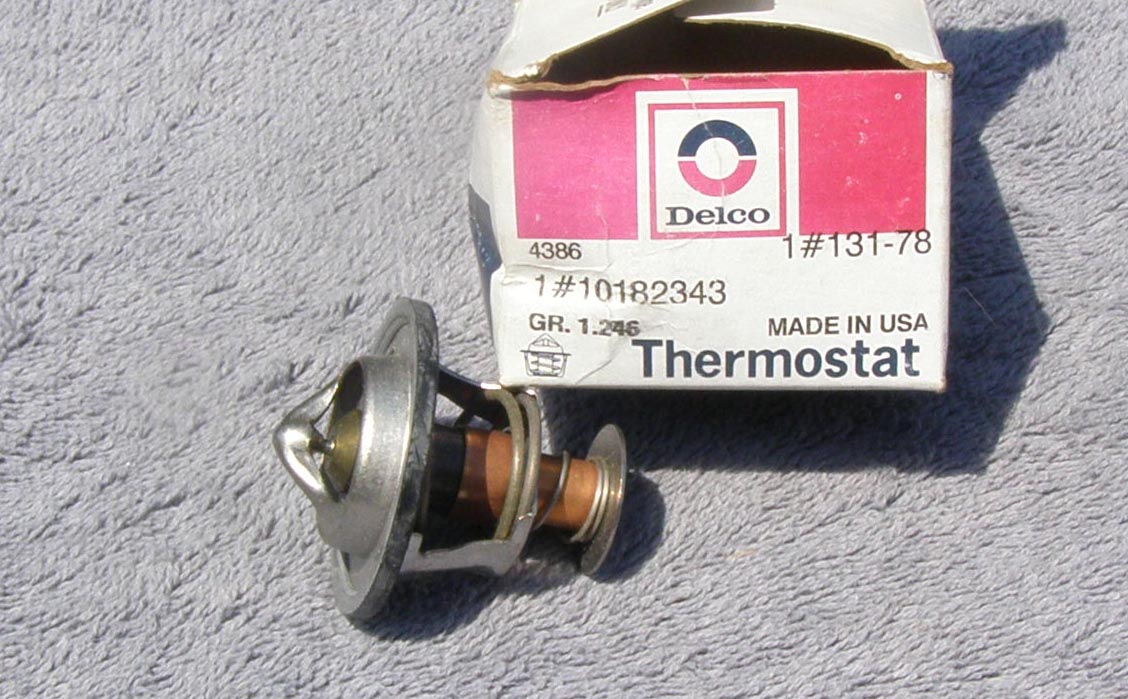 Delco
4386 1#131-78
1#10182343
GR. 1.246 MADE IN USA
Thermostat